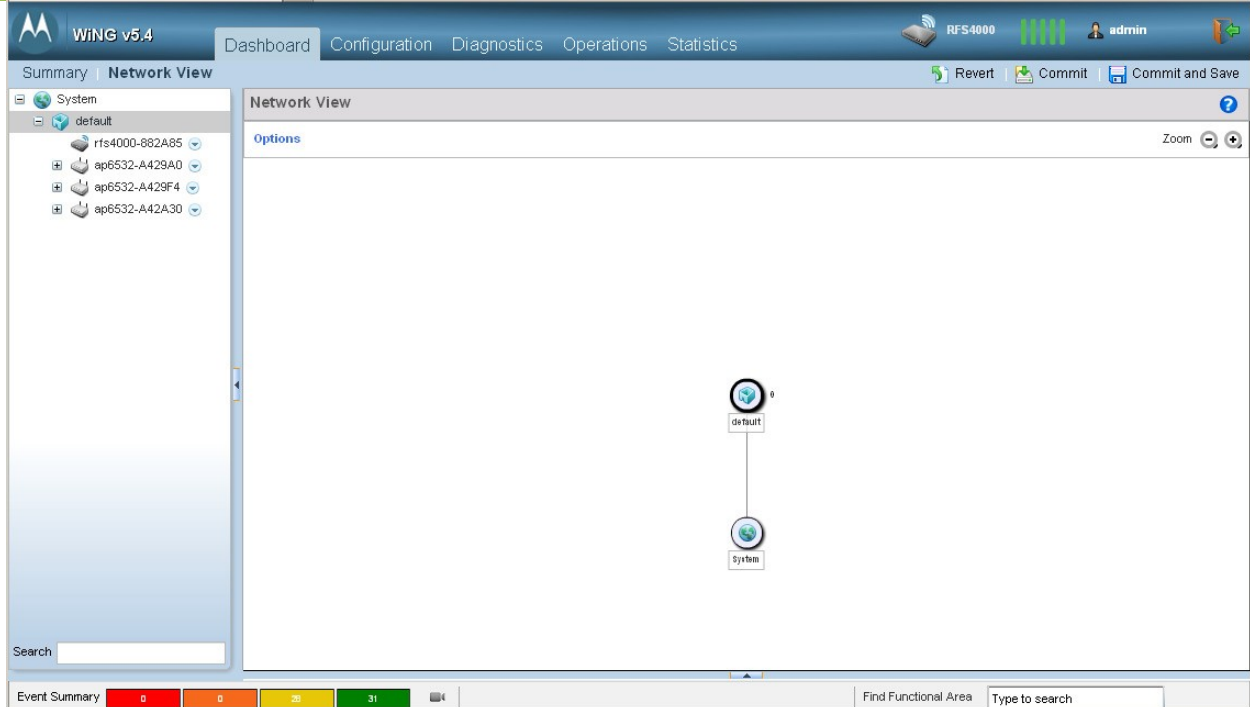 WiNG v5.4
Dashboard Configuration Diagnostics Operations Statistics
RFS4000
admin
Summary | Network View
Revert | Commit | Commit and Save
System
default
rfs4000-882A85
ap6532-A429A0
ap6532-A429F4
ap6532-A42A30
Network View
Options
Zoom
default
System
Search
Event Summary 0 0 28 31
Find Functional Area Type to search